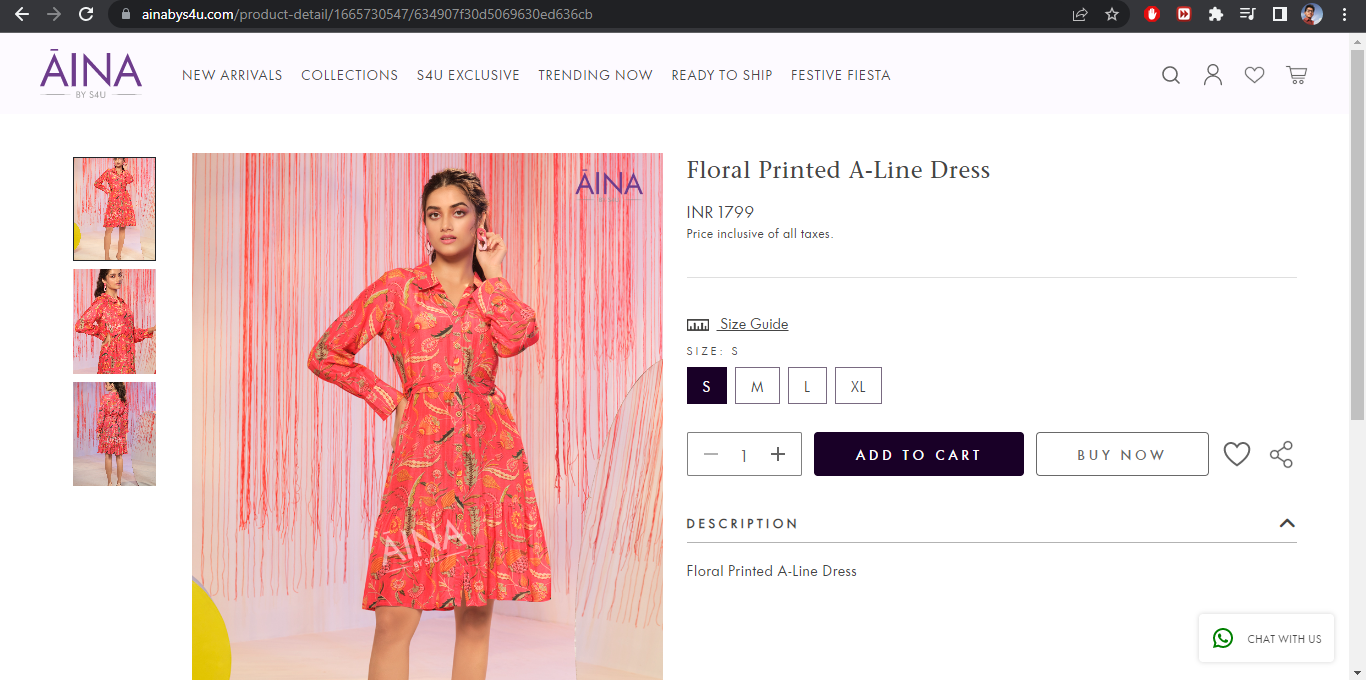 ainabys4u.com/product-detail/1665730547/634907f30d5069630ed636cb
ĀINA
BY S4U
NEW ARRIVALS COLLECTIONS S4U EXCLUSIVE TRENDING NOW READY TO SHIP FESTIVE FIESTA
ĀINA
BY S4U
ĀINA
BY S4U
Floral Printed A-Line Dress
INR 1799
Price inclusive of all taxes.
Size Guide
SIZE: S
S M L XL
1 ADD TO CART BUY NOW
DESCRIPTION
Floral Printed A-Line Dress
CHAT WITH US